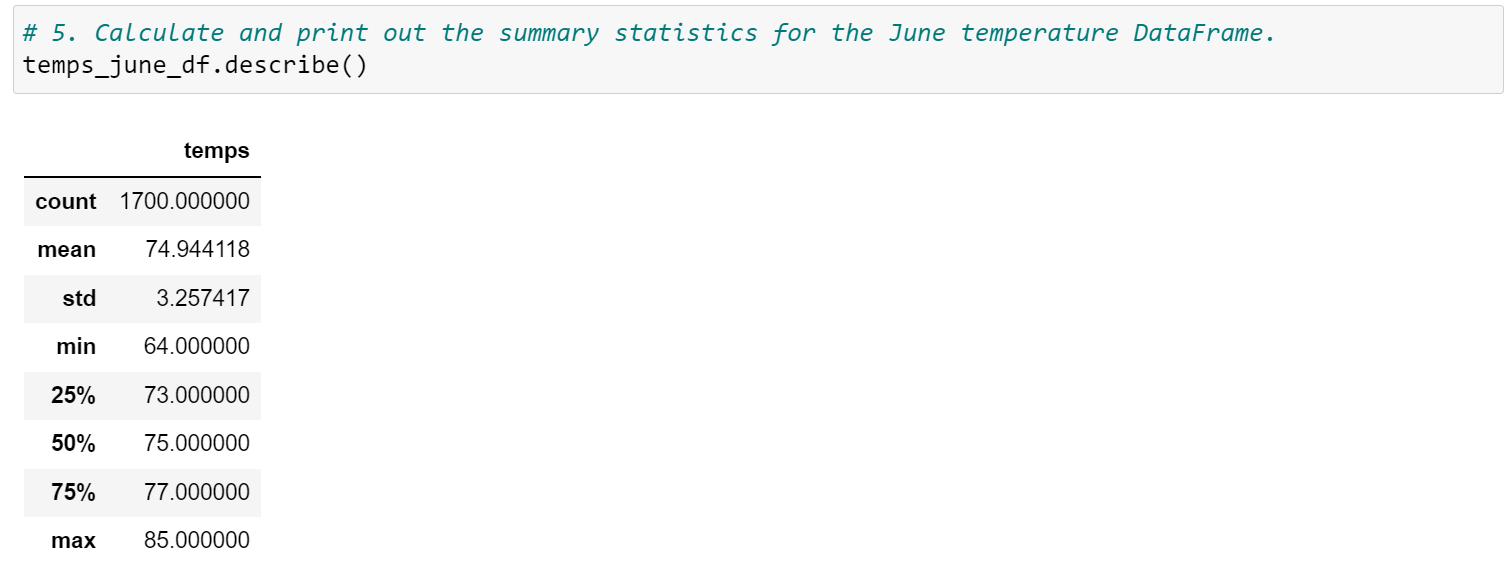 # 5. Calculate and print out the summary statistics for the June temperature DataFrame.
temps_june_df.describe()
temps
count 1700.000000
mean 74.944118
std 3.257417
min 64.000000
25% 73.000000
50% 75.000000
75% 77.000000
max 85.000000